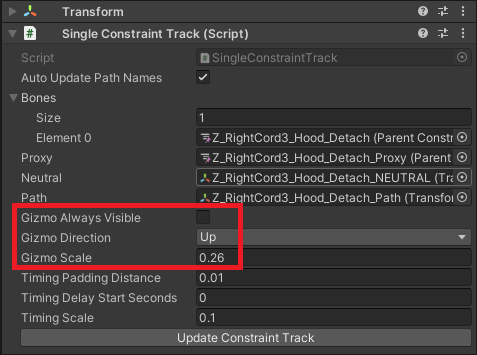 Transform
# Single Constraint Track (Script)
Script
#SingleConstraintTrack
Auto Update Path Names
Bones
Size 1
Element 0 Z_RightCord3_Hood_Detach (Parent Constr
Proxy Z_RightCord3_Hood_Detach_Proxy (Parent
Neutral Z_RightCord3_Hood_Detach_NEUTRAL (Tra
Path Z_RightCord3_Hood_Detach_Path (Transfo
Gizmo Always Visible
Gizmo Direction Up
Gizmo Scale 0.26
Timing Padding Distance 0.01
Timing Delay Start Seconds 0
Timing Scale 0.1
Update Constraint Track